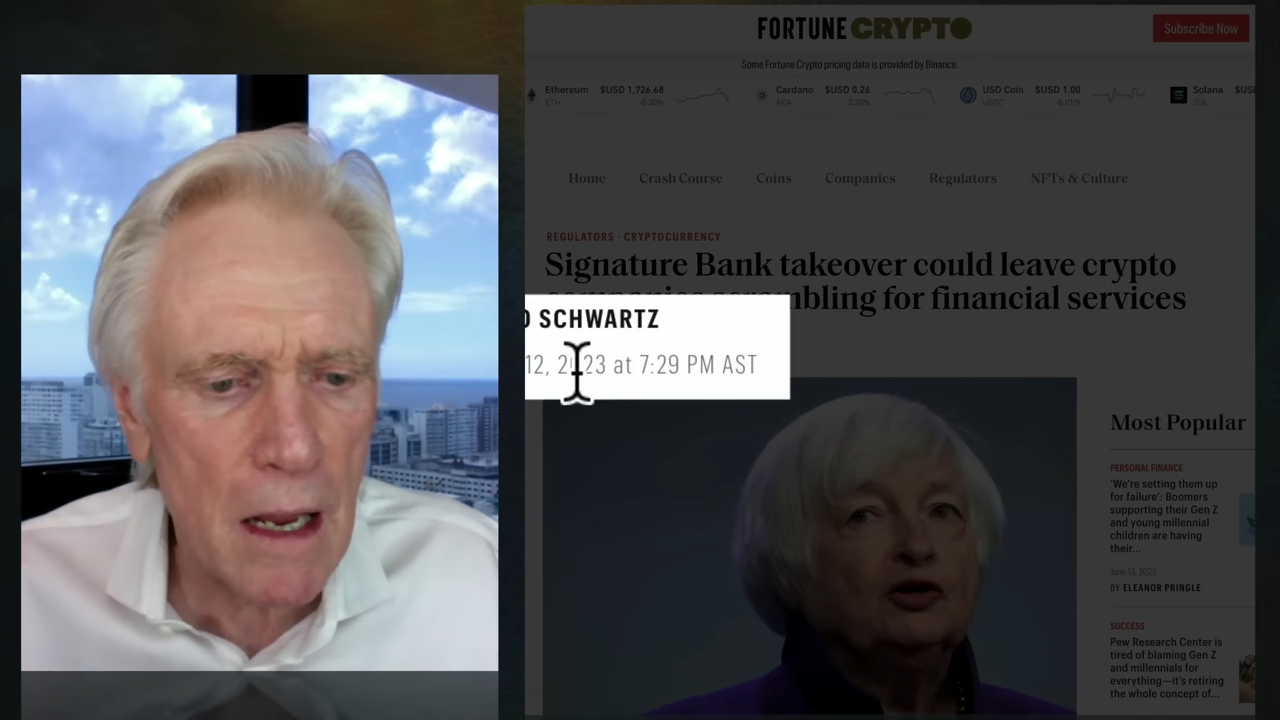 FORTUNE CRYPTO
Subscribe Now
Some Fortune Crypto pricing data is provided by Binance.
Ethereum $USD 1,726.68
ETH -0.30%
Cardano $USD 0.26
ADA -2.30%
USD Coin $USD 1.00
USDC -0.01%
Solana $US
SOL
Home Crash Course Coins Companies Regulators NFTs & Culture
REGULATORS · CRYPTOCURRENCY
Signature Bank takeover could leave crypto
companies scrambling for financial services
SCHWARTZ
12, 2023 at 7:29 PM AST
Most Popular
PERSONAL FINANCE
'We're setting them up
for failure': Boomers
supporting their Gen Z
and young millennial
children are having
their...
June 13, 2023
BY ELEANOR PRINGLE
SUCCESS
Pew Research Center is
tired of blaming Gen Z
and millennials for
everything—it's retiring
the whole concept of...